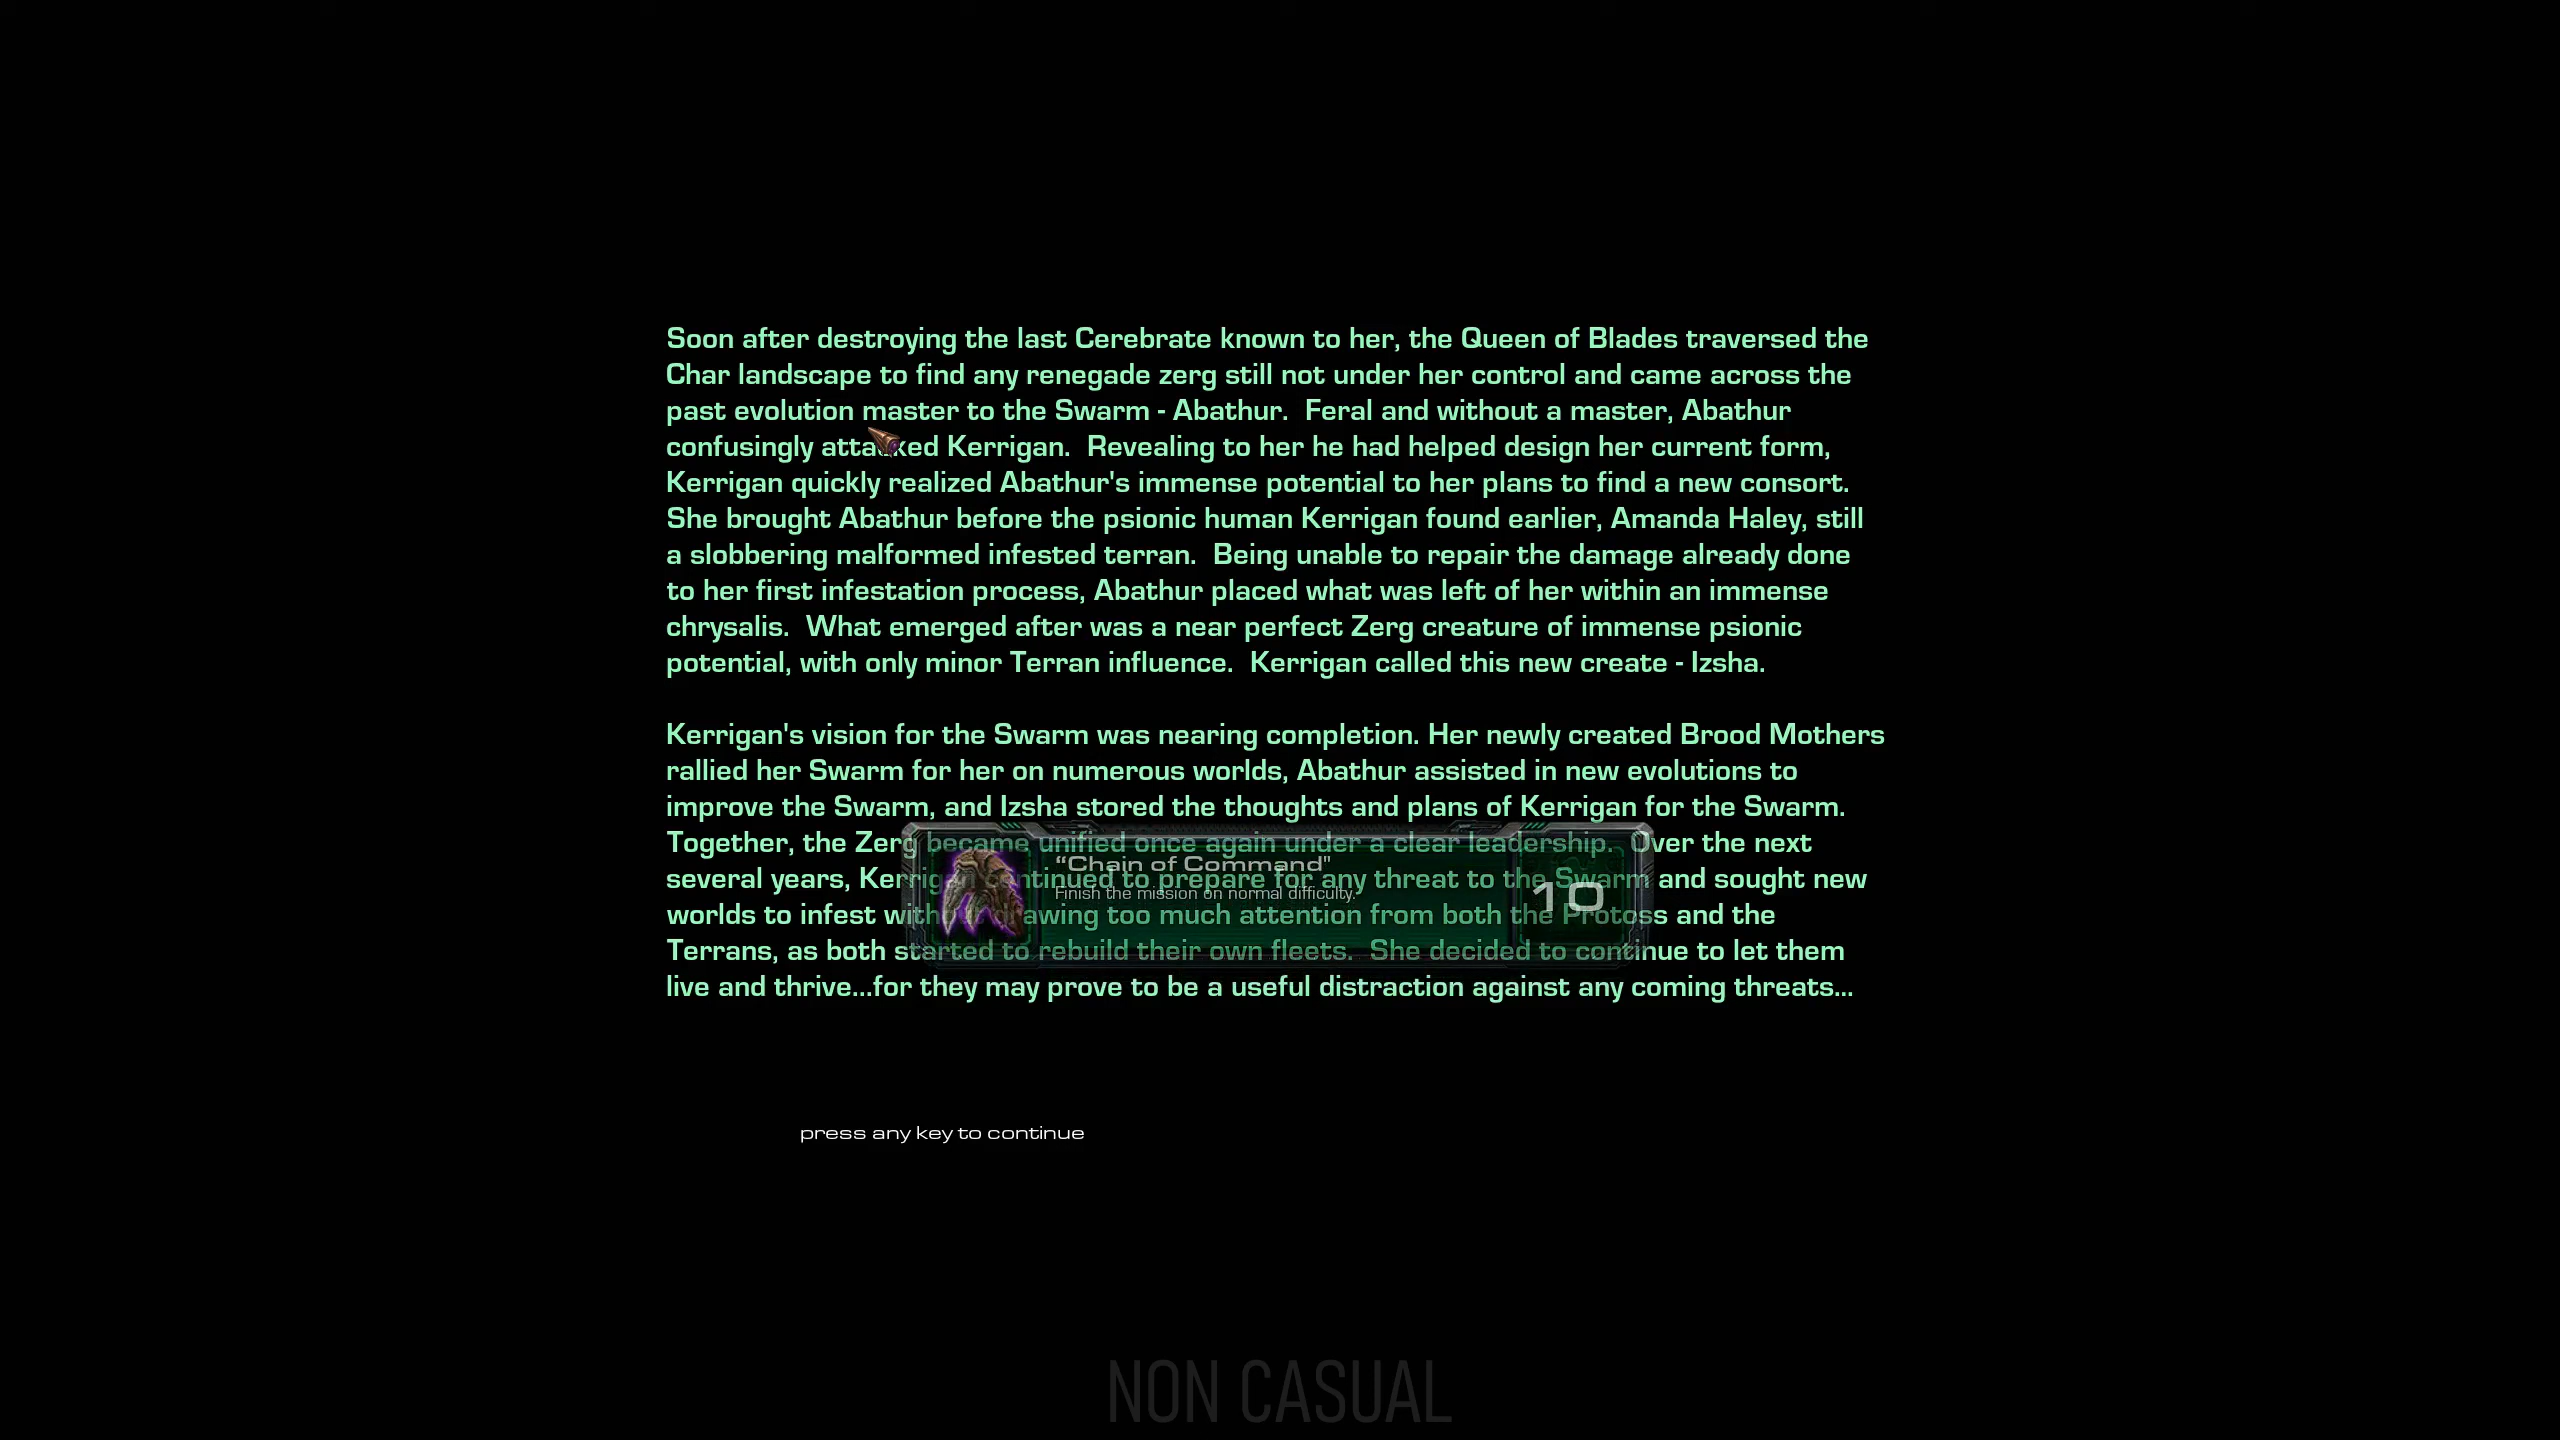 Soon after destroying the last Cerebrate known to her, the Queen of Blades traversed the
Char landscape to find any renegade zerg still not under her control and came across the
past evolution master to the Swarm - Abathur.  Feral and without a master, Abathur
confusingly attacked Kerrigan.  Revealing to her he had helped design her current form,
Kerrigan quickly realized Abathur's immense potential to her plans to find a new consort.
She brought Abathur before the psionic human Kerrigan found earlier, Amanda Haley, still
a slobbering malformed infested terran.  Being unable to repair the damage already done
to her first infestation process, Abathur placed what was left of her within an immense
chrysalis.  What emerged after was a near perfect Zerg creature of immense psionic
potential, with only minor Terran influence.  Kerrigan called this new create - Izsha.
Kerrigan's vision for the Swarm was nearing completion. Her newly created Brood Mothers
rallied her Swarm for her on numerous worlds, Abathur assisted in new evolutions to
improve the Swarm, and Izsha stored the thoughts and plans of Kerrigan for the Swarm.
Together, the Zerg became unified once again under a clear leadership.  Over the next
several years, Kerrigan continued to prepare for any threat to the Swarm and sought new
worlds to infest without drawing too much attention from both the Protoss and the
Terrans, as both started to rebuild their own fleets.  She decided to continue to let them
live and thrive...for they may prove to be a useful distraction against any coming threats...
“Chain of Command"
Finish the mission on normal difficulty.
10
press any key to continue
NON CASUAL